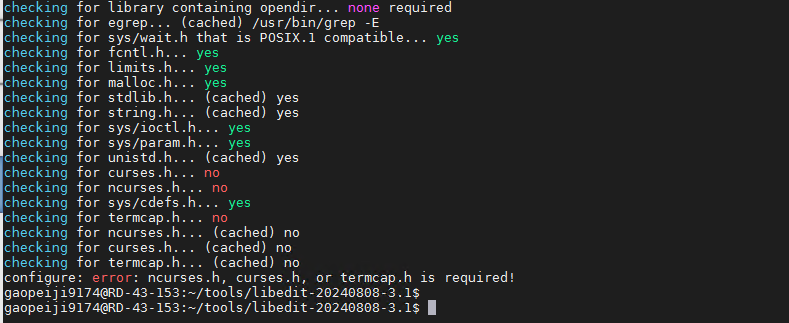 checking for library containing opendir... none required
checking for egrep... (cached) /usr/bin/grep -E
checking for sys/wait.h that is POSIX.1 compatible... yes
checking for fcntl.h... yes
checking for limits.h... yes
checking for malloc.h... yes
checking for stdlib.h... (cached) yes
checking for string.h... (cached) yes
checking for sys/ioctl.h... yes
checking for sys/param.h... yes
checking for unistd.h... (cached) yes
checking for curses.h... no
checking for ncurses.h... no
checking for sys/cdefs.h... yes
checking for termcap.h... no
checking for ncurses.h... (cached) no
checking for curses.h... (cached) no
checking for termcap.h... (cached) no
configure: error: ncurses.h, curses.h, or termcap.h is required!
gaopeiji9174@RD-43-153:~/tools/libedit-20240808-3.1$
gaopeiji9174@RD-43-153:~/tools/libedit-20240808-3.1$